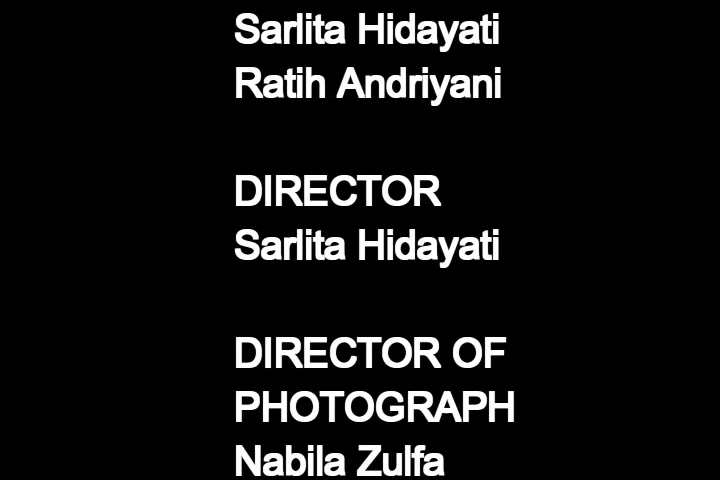 Sarlita Hidayati
Ratih Andriyani
DIRECTOR
Sarlita Hidayati
DIRECTOR OF
PHOTOGRAPH
Nabila Zulfa